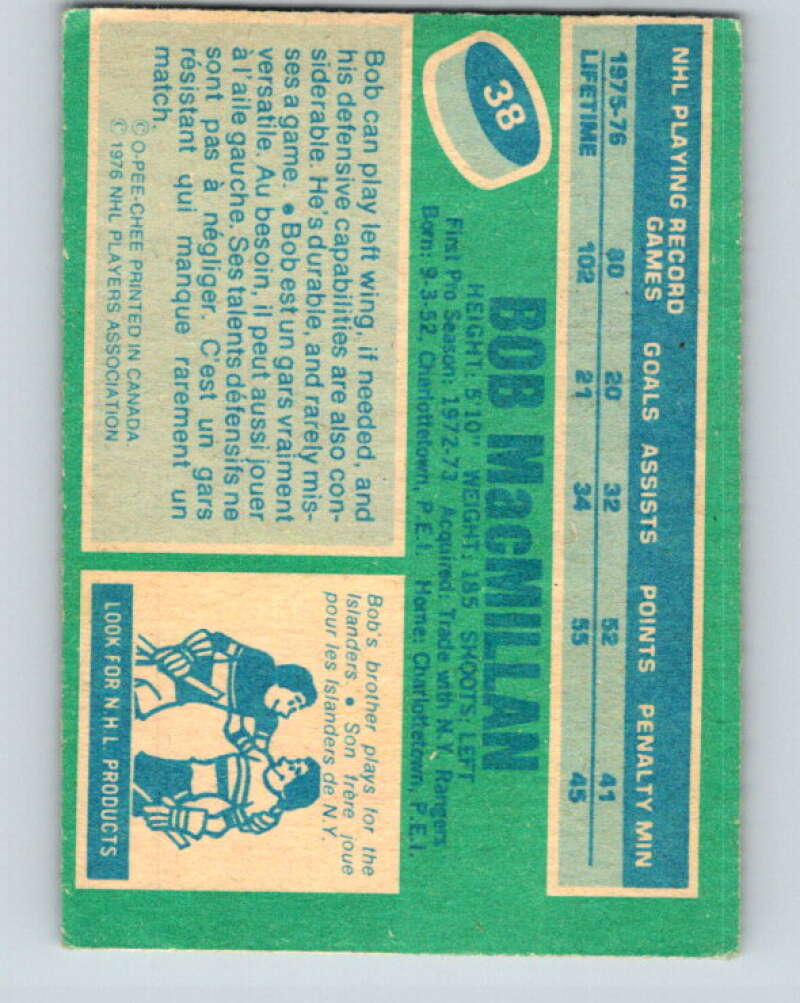 38
NHL PLAYING RECORD
GAMES GOALS ASSISTS POINTS PENALTY MIN
1975-76 80 20 32 52 41
LIFETIME 102 21 34 55 45
BOB MacMILLAN
HEIGHT: 5'10" WEIGHT: 185 SHOOTS: LEFT
First Pro Season: 1972-73 Acquired: Trade with N.Y. Rangers
Born: 9-3-52, Charlottetown, P.E.I. Home: Charlottetown, P.E.I.
Bob can play left wing, if needed, and
his defensive capabilities are also con-
siderable. He's durable, and rarely mis-
ses a game. • Bob est un gars vraiment
versatile. Au besoin, il peut aussi jouer
à l'aile gauche. Ses talents défensifs ne
sont pas à négliger. C'est un gars
résistant qui manque rarement un
match.
© O-PEE-CHEE PRINTED IN CANADA.
© 1976 NHL PLAYERS ASSOCIATION.
Bob's brother plays for the
Islanders. • Son frère joue
pour les Islanders de N.Y.
LOOK FOR N.H.L. PRODUCTS